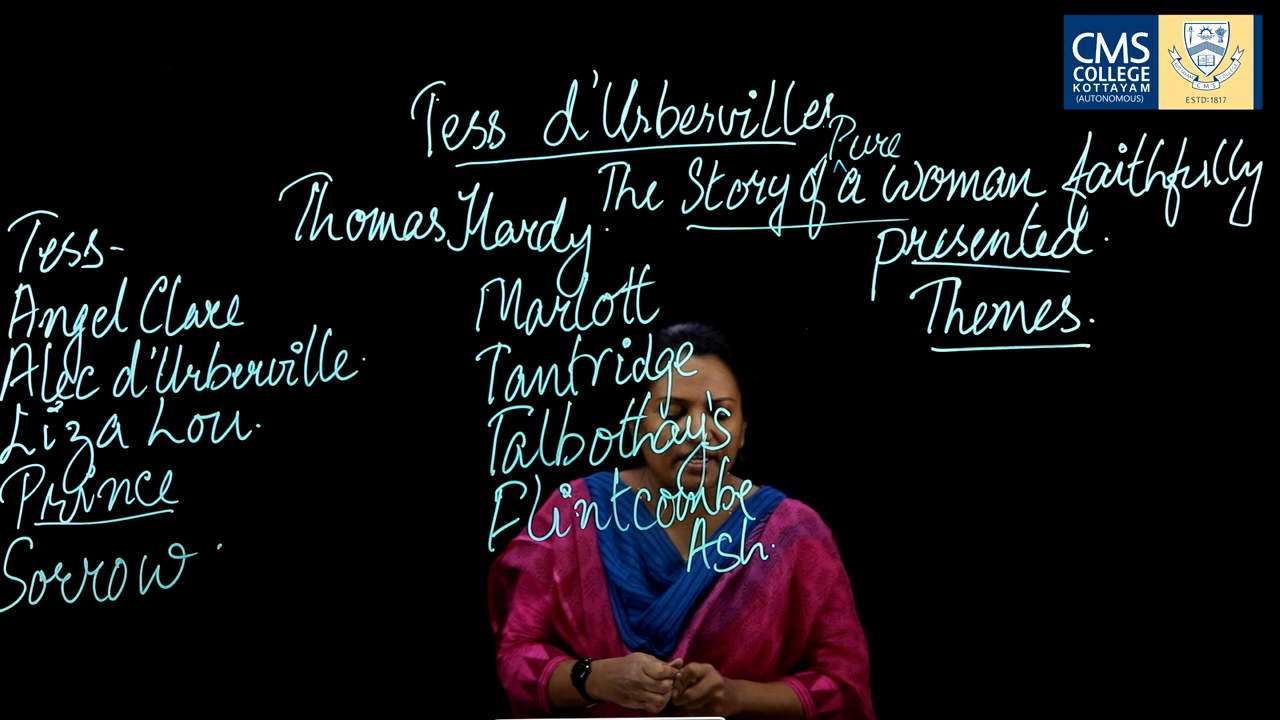 CMS
COLLEGE
KOTTAYAM
(AUTONOMOUS)
ESTD:1817
Tess d'Urbervilles
The Story of a ^Pure woman faithfully
presented.
Thomas Hardy.
Tess-
Angel Clare
Alec d'Urberville.
Liza Lou.
Prince
Sorrow.
Marlott
Tantridge
Talbothay's
Flintcombe
Ash.
Themes.